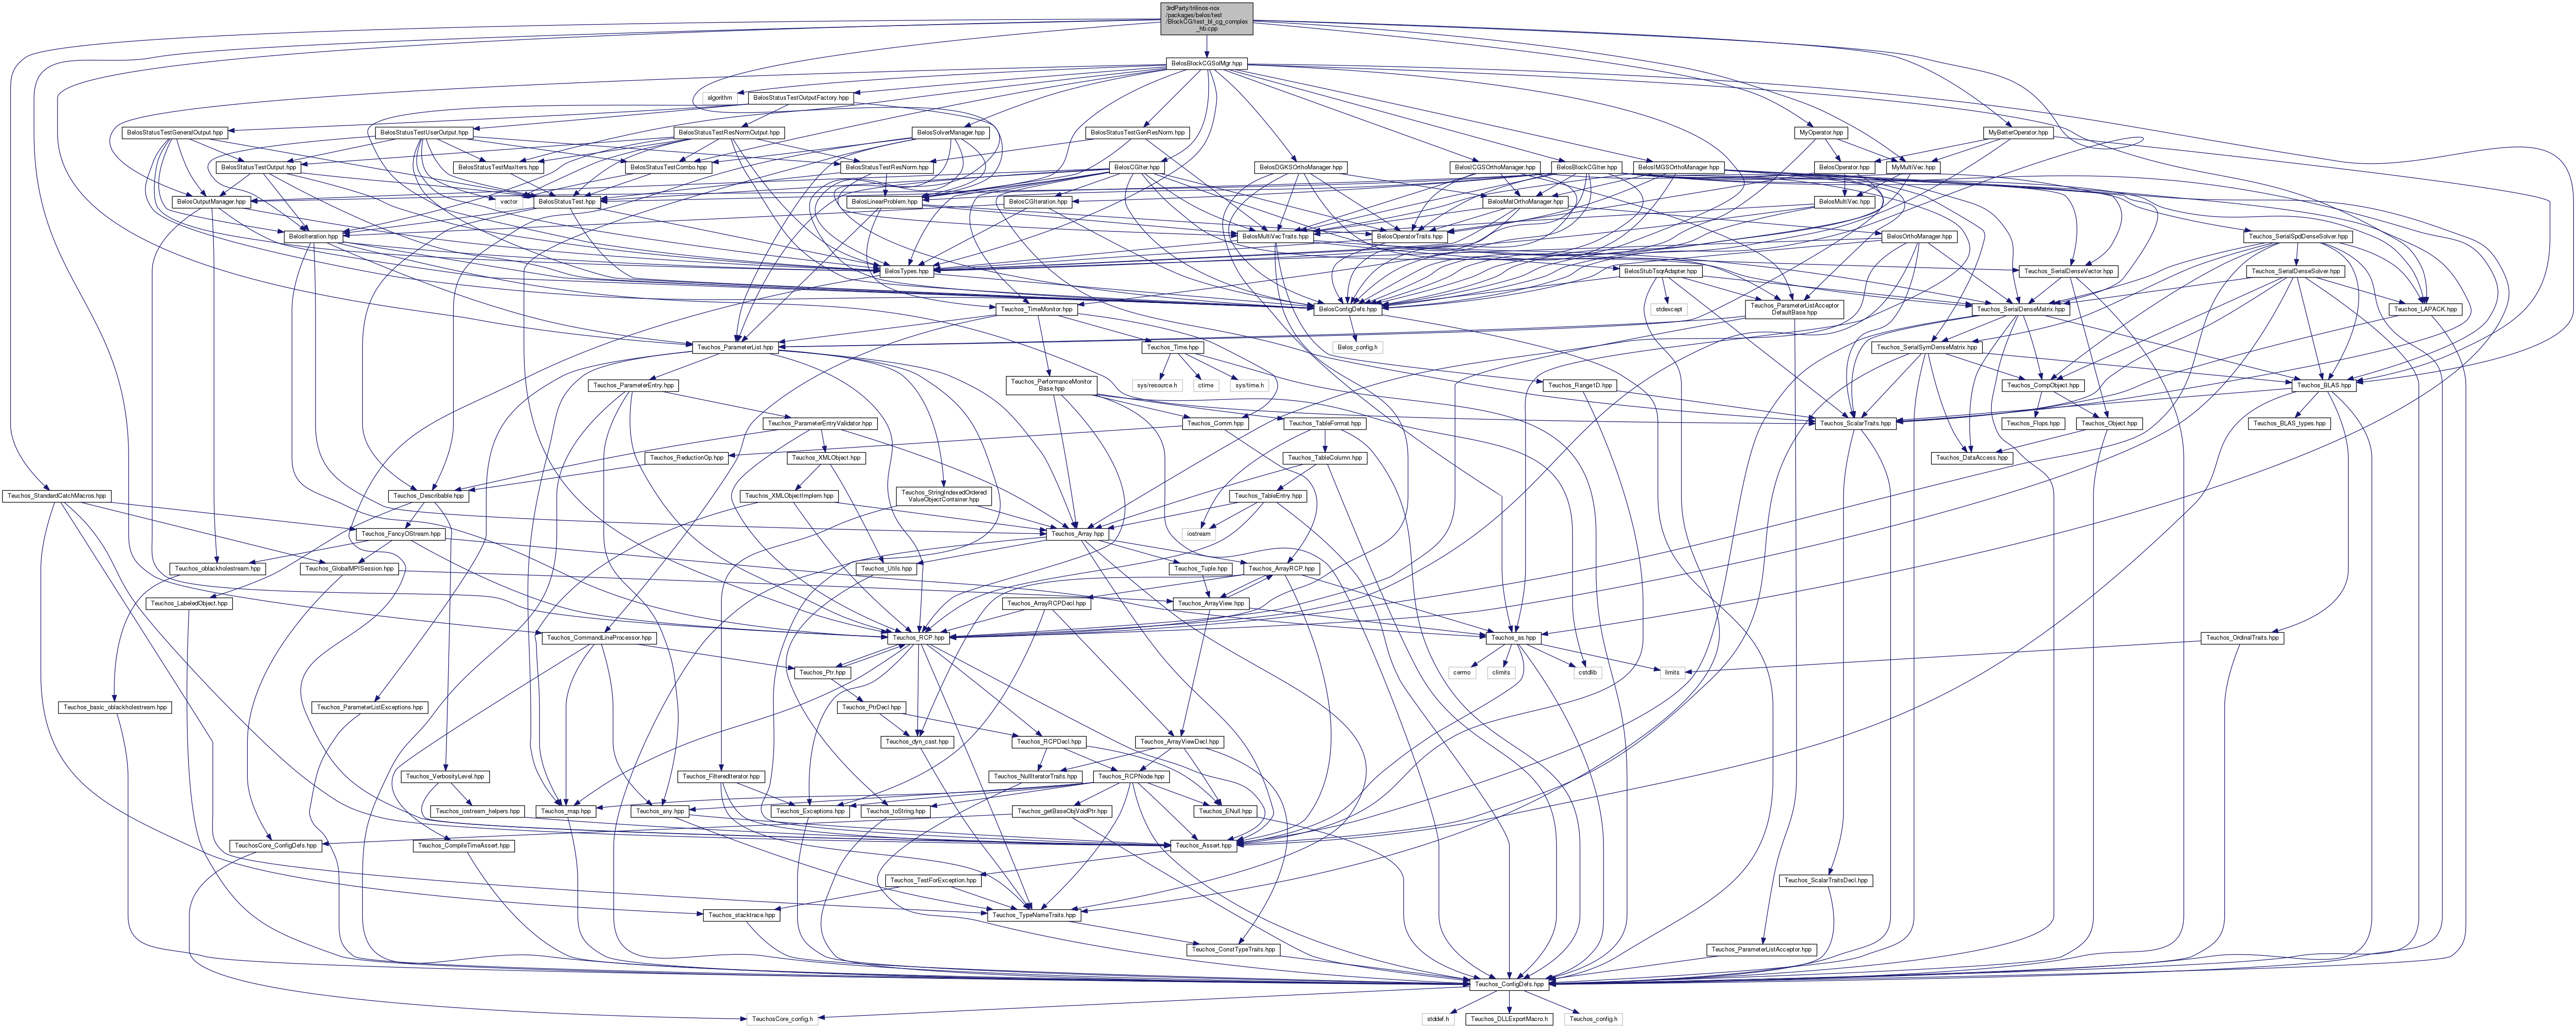 3rdParty/trilinos-nox
/packages/belos/test
/BlockCG/test_bl_cg_complex
_hb.cpp
BelosBlockCGSolMgr.hpp
algorithm
BelosStatusTestOutputFactory.hpp
BelosStatusTestGeneralOutput.hpp
BelosStatusTestUserOutput.hpp
BelosStatusTestResNormOutput.hpp
BelosSolverManager.hpp
BelosStatusTestGenResNorm.hpp
MyOperator.hpp
MyBetterOperator.hpp
BelosStatusTestOutput.hpp
BelosStatusTestMaxIters.hpp
BelosStatusTestCombo.hpp
BelosStatusTestResNorm.hpp
BelosCGIter.hpp
BelosDGKSOrthoManager.hpp
BelosICGSOrthoManager.hpp
BelosBlockCGIter.hpp
BelosIMGSOrthoManager.hpp
BelosOperator.hpp
MyMultiVec.hpp
BelosOutputManager.hpp
vector
BelosStatusTest.hpp
BelosLinearProblem.hpp
BelosCGIteration.hpp
BelosMatOrthoManager.hpp
BelosMultiVec.hpp
BelosIteration.hpp
BelosMultiVecTraits.hpp
BelosOperatorTraits.hpp
BelosOrthoManager.hpp
Teuchos_SerialSpdDenseSolver.hpp
BelosTypes.hpp
BelosStubTsqrAdapter.hpp
Teuchos_SerialDenseVector.hpp
Teuchos_SerialDenseSolver.hpp
Teuchos_TimeMonitor.hpp
BelosConfigDefs.hpp
stdexcept
Teuchos_ParameterListAcceptor
DefaultBase.hpp
Teuchos_SerialDenseMatrix.hpp
Teuchos_LAPACK.hpp
Teuchos_ParameterList.hpp
Teuchos_Time.hpp
Belos_config.h
Teuchos_SerialSymDenseMatrix.hpp
Teuchos_ParameterEntry.hpp
Teuchos_PerformanceMonitor
Base.hpp
sys/resource.h
ctime
sys/time.h
Teuchos_Range1D.hpp
Teuchos_CompObject.hpp
Teuchos_BLAS.hpp
Teuchos_ParameterEntryValidator.hpp
Teuchos_Comm.hpp
Teuchos_TableFormat.hpp
Teuchos_ScalarTraits.hpp
Teuchos_Flops.hpp
Teuchos_Object.hpp
Teuchos_BLAS_types.hpp
Teuchos_ReductionOp.hpp
Teuchos_XMLObject.hpp
Teuchos_TableColumn.hpp
Teuchos_DataAccess.hpp
Teuchos_StandardCatchMacros.hpp
Teuchos_Describable.hpp
Teuchos_XMLObjectImplem.hpp
Teuchos_StringIndexedOrdered
ValueObjectContainer.hpp
Teuchos_TableEntry.hpp
Teuchos_FancyOStream.hpp
Teuchos_Array.hpp
iostream
Teuchos_oblackholestream.hpp
Teuchos_GlobalMPISession.hpp
Teuchos_Utils.hpp
Teuchos_Tuple.hpp
Teuchos_ArrayRCP.hpp
Teuchos_LabeledObject.hpp
Teuchos_ArrayRCPDecl.hpp
Teuchos_ArrayView.hpp
Teuchos_CommandLineProcessor.hpp
Teuchos_RCP.hpp
Teuchos_as.hpp
Teuchos_OrdinalTraits.hpp
Teuchos_Ptr.hpp
cerrno
climits
cstdlib
limits
Teuchos_basic_oblackholestream.hpp
Teuchos_ParameterListExceptions.hpp
Teuchos_PtrDecl.hpp
Teuchos_dyn_cast.hpp
Teuchos_RCPDecl.hpp
Teuchos_ArrayViewDecl.hpp
Teuchos_VerbosityLevel.hpp
Teuchos_FilteredIterator.hpp
Teuchos_NullIteratorTraits.hpp
Teuchos_RCPNode.hpp
Teuchos_iostream_helpers.hpp
Teuchos_map.hpp
Teuchos_any.hpp
Teuchos_Exceptions.hpp
Teuchos_toString.hpp
Teuchos_getBaseObjVoidPtr.hpp
Teuchos_ENull.hpp
TeuchosCore_ConfigDefs.hpp
Teuchos_CompileTimeAssert.hpp
Teuchos_Assert.hpp
Teuchos_TestForException.hpp
Teuchos_ScalarTraitsDecl.hpp
Teuchos_stacktrace.hpp
Teuchos_TypeNameTraits.hpp
Teuchos_ConstTypeTraits.hpp
Teuchos_ParameterListAcceptor.hpp
Teuchos_ConfigDefs.hpp
TeuchosCore_config.h
stddef.h
Teuchos_DLLExportMacro.h
Teuchos_config.h